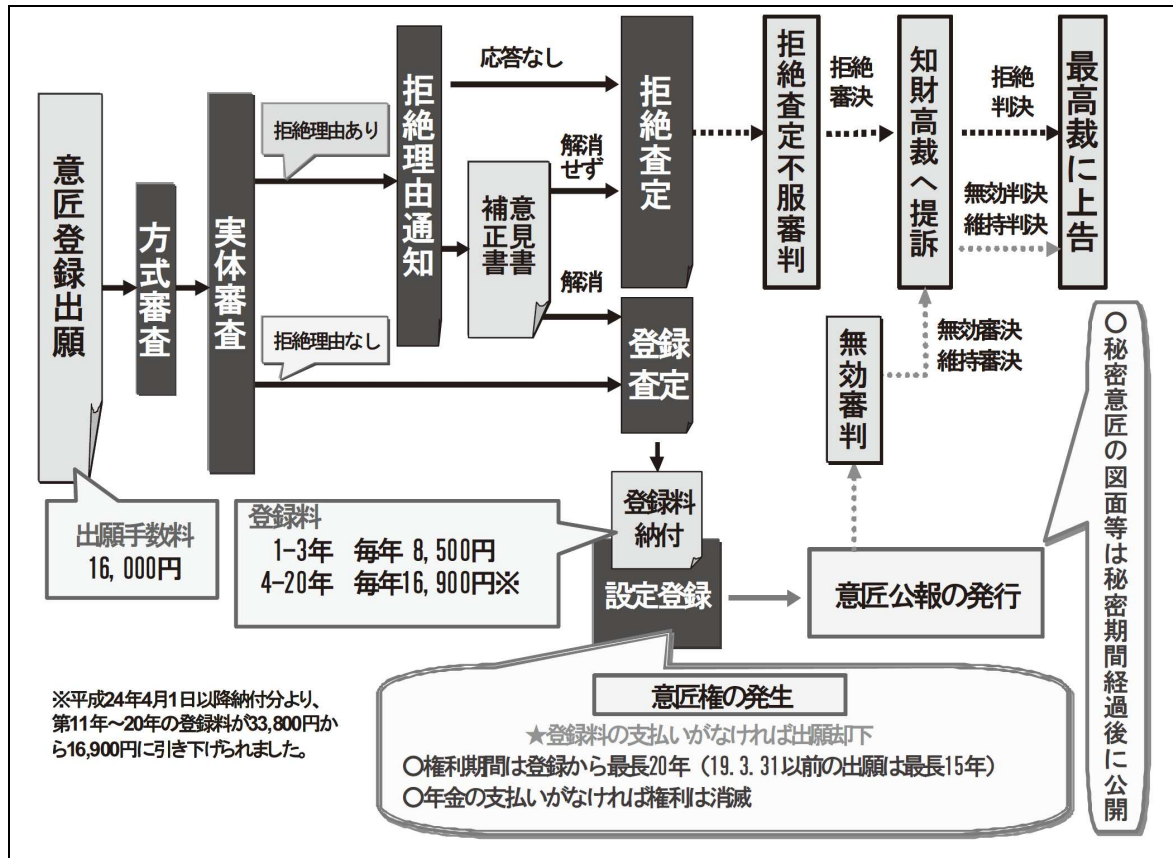 意匠登録出願
方式審査
実体審査
拒絶理由あり
拒絶理由なし
拒絶理由通知
応答なし
意見書
補正書
解消
せず
解消
拒絶査定
登録
査定
拒絶査定不服審判
拒絶
審決
知財高裁へ提訴
拒絶
判決
無効判決
維持判決
最高裁に上告
無効審判
無効審決
維持審決
出願手数料
16,000円
登録料
1-3年 毎年 8,500円
4-20年 毎年16,900円※
登録料
納付
設定登録
意匠公報の発行
○秘密意匠の図面等は秘密期間経過後に公開
※平成24年4月1日以降納付分より、
第11年～20年の登録料が33,800円か
ら16,900円に引き下げられました。
意匠権の発生
★登録料の支払いがなければ出願却下
○権利期間は登録から最長20年（19.3.31以前の出願は最長15年）
○年金の支払いがなければ権利は消滅